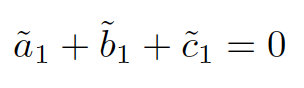 ã₁ + b̃₁ + c̃₁ = 0